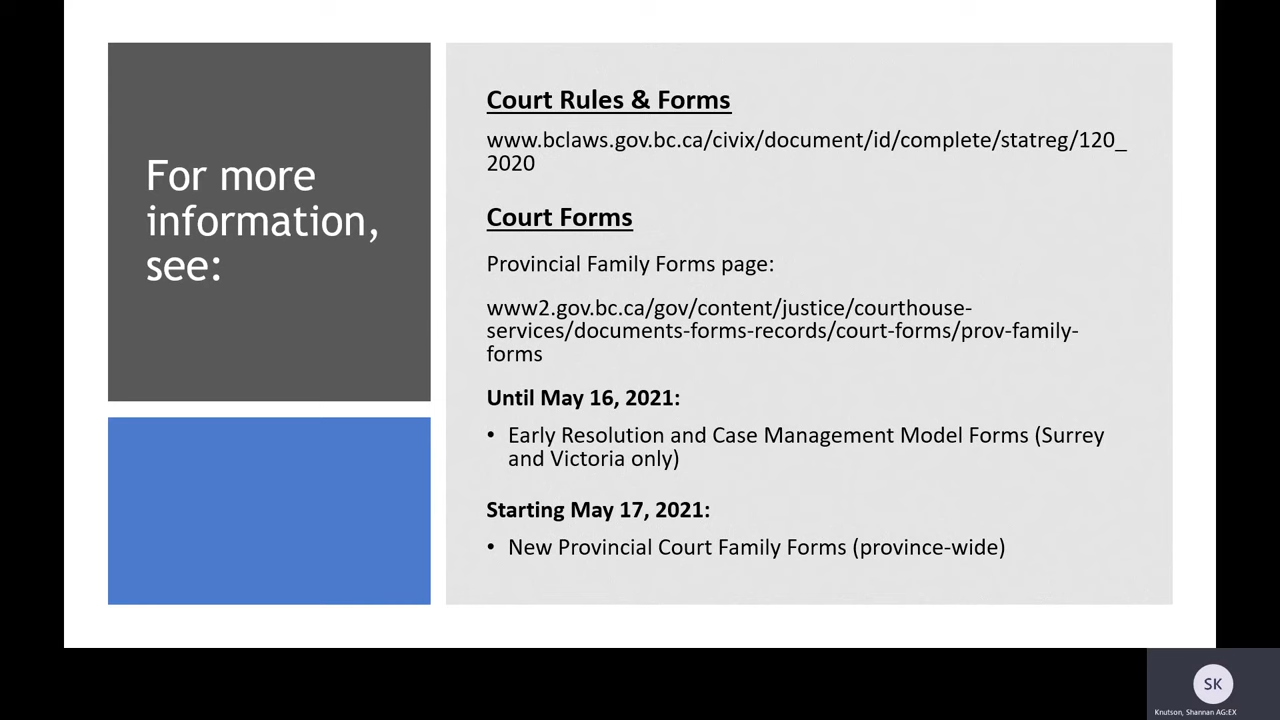 For more
information,
see:
Court Rules & Forms
www.bclaws.gov.bc.ca/civix/document/id/complete/statreg/120_
2020
Court Forms
Provincial Family Forms page:
www2.gov.bc.ca/gov/content/justice/courthouse-
services/documents-forms-records/court-forms/prov-family-
forms
Until May 16, 2021:
• Early Resolution and Case Management Model Forms (Surrey
and Victoria only)
Starting May 17, 2021:
• New Provincial Court Family Forms (province-wide)
SK
Knutson, Shannan AG:EX